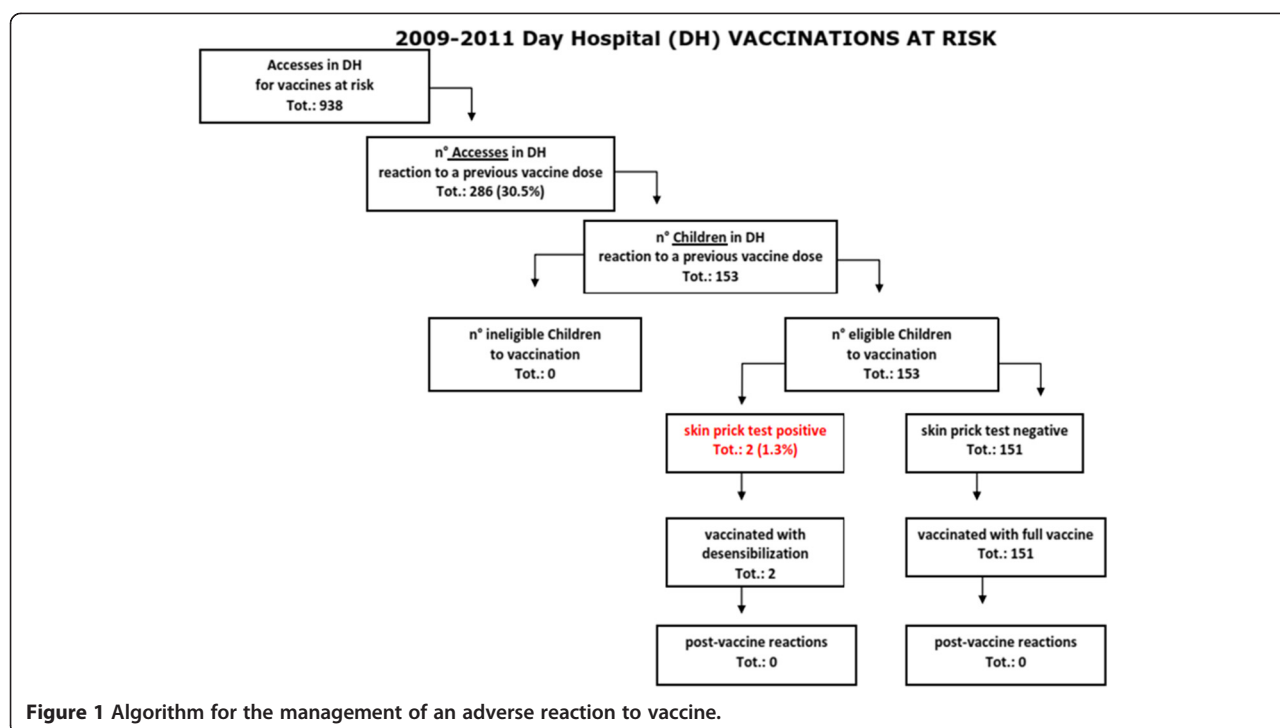 2009-2011 Day Hospital (DH) VACCINATIONS AT RISK
Accesses in DH
for vaccines at risk
Tot.: 938
n° Accesses in DH
reaction to a previous vaccine dose
Tot.: 286 (30.5%)
n° Children in DH
reaction to a previous vaccine dose
Tot.: 153
n° ineligible Children
to vaccination
Tot.: 0
n° eligible Children
to vaccination
Tot.: 153
skin prick test positive
Tot.: 2 (1.3%)
skin prick test negative
Tot.: 151
vaccinated with
desensibilization
Tot.: 2
vaccinated with full vaccine
Tot.: 151
post-vaccine reactions
Tot.: 0
post-vaccine reactions
Tot.: 0
Figure 1 Algorithm for the management of an adverse reaction to vaccine.